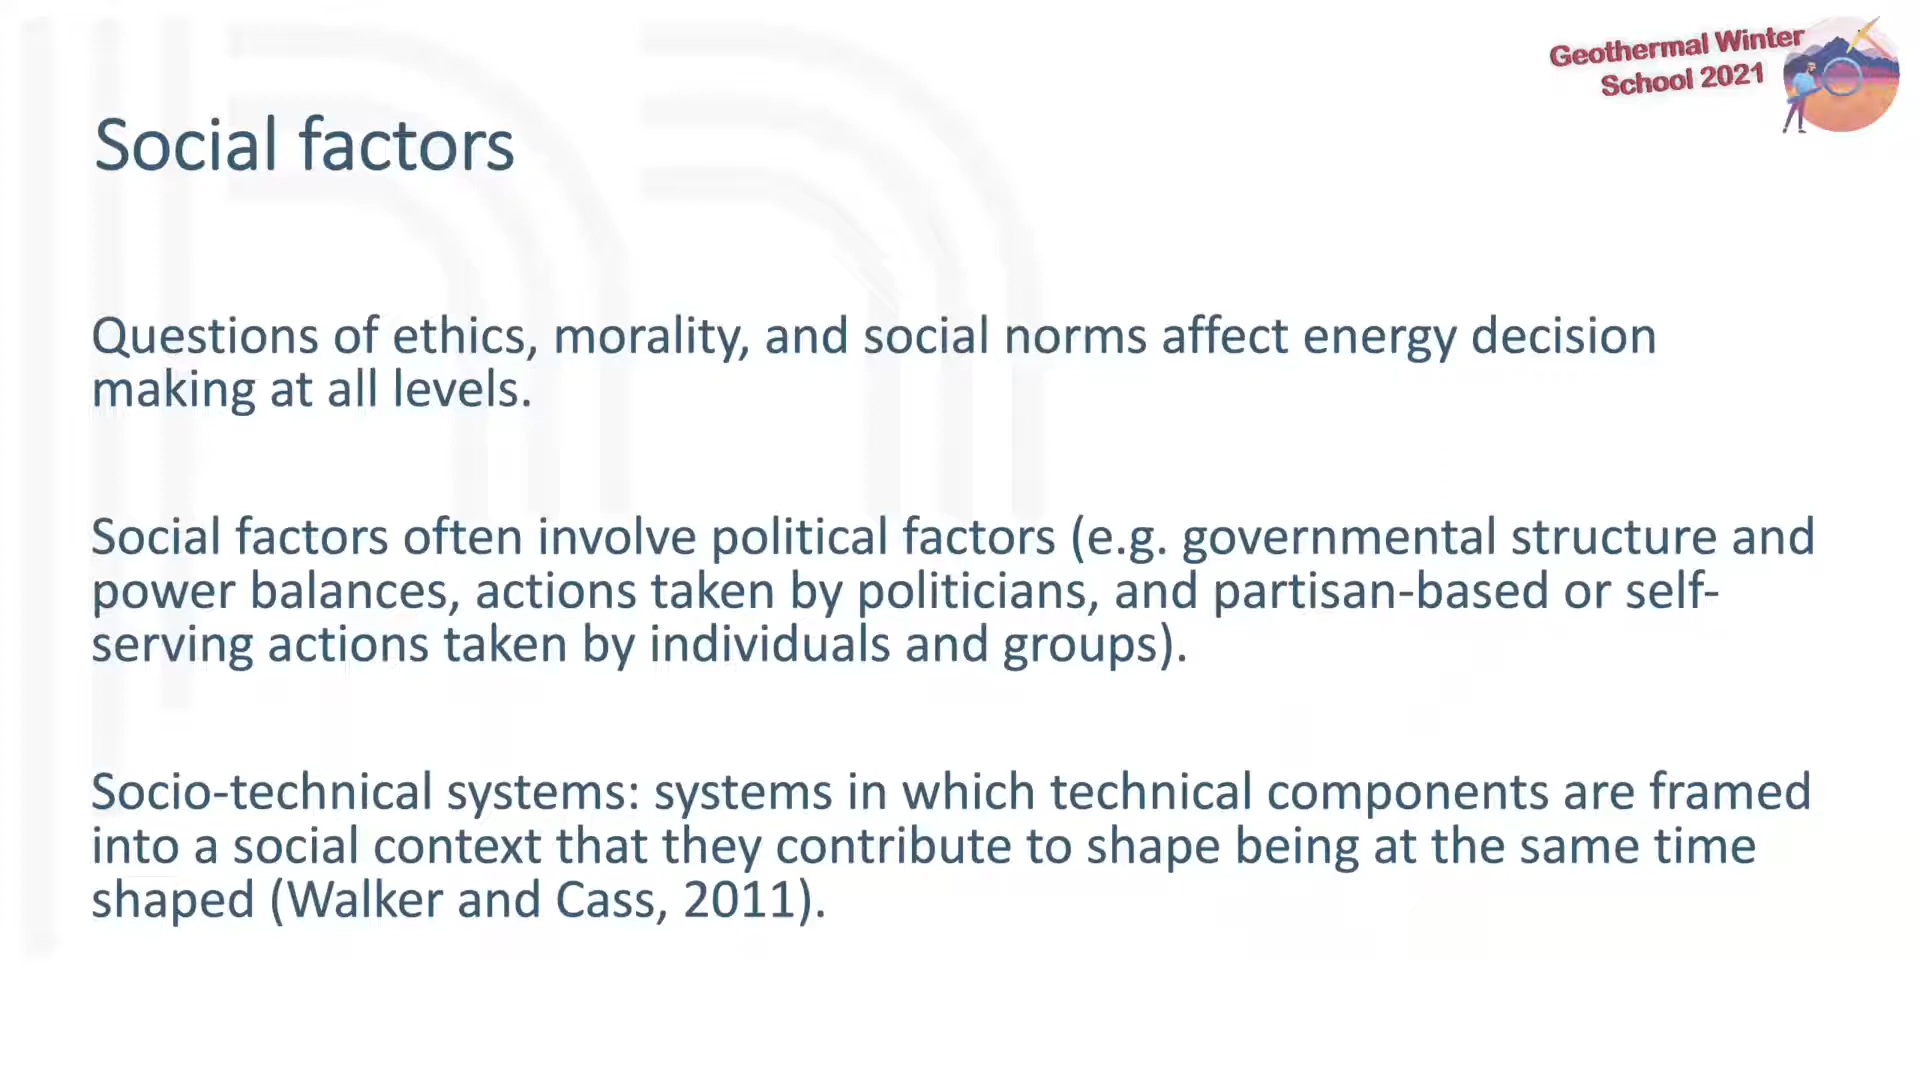 Geothermal Winter
School 2021
Social factors
Questions of ethics, morality, and social norms affect energy decision
making at all levels.
Social factors often involve political factors (e.g. governmental structure and
power balances, actions taken by politicians, and partisan-based or self-
serving actions taken by individuals and groups).
Socio-technical systems: systems in which technical components are framed
into a social context that they contribute to shape being at the same time
shaped (Walker and Cass, 2011).